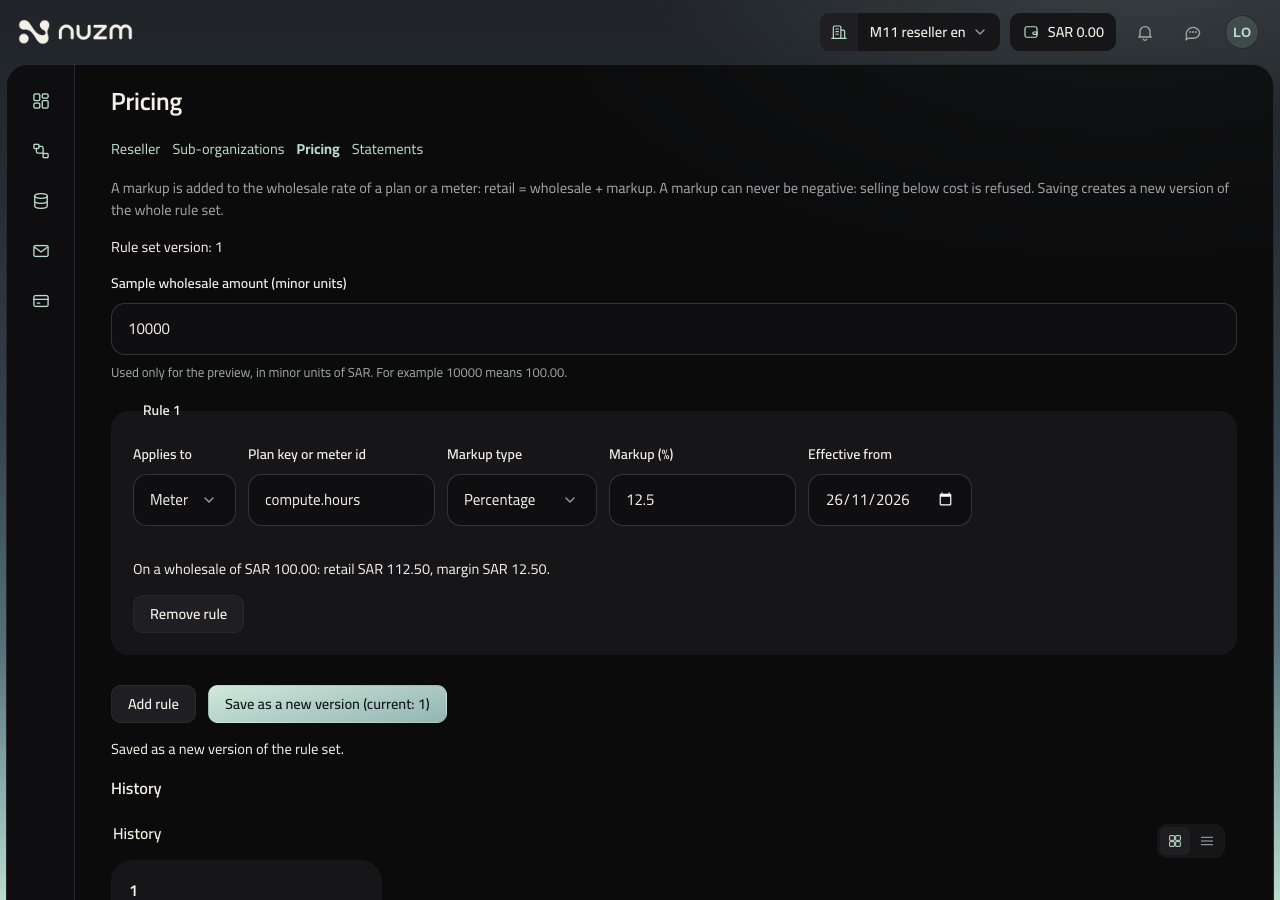 nuzm
M11 reseller en
SAR 0.00
LO
Pricing
Reseller Sub-organizations Pricing Statements
A markup is added to the wholesale rate of a plan or a meter: retail = wholesale + markup. A markup can never be negative: selling below cost is refused. Saving creates a new version of
the whole rule set.
Rule set version: 1
Sample wholesale amount (minor units)
10000
Used only for the preview, in minor units of SAR. For example 10000 means 100.00.
Rule 1
Applies to Plan key or meter id Markup type Markup (%) Effective from
Meter compute.hours Percentage 12.5 26/11/2026
On a wholesale of SAR 100.00: retail SAR 112.50, margin SAR 12.50.
Remove rule
Add rule Save as a new version (current: 1)
Saved as a new version of the rule set.
History
History
1